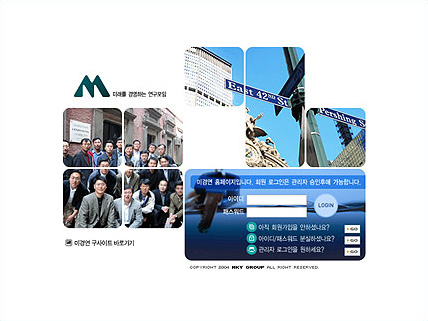 미래를 경영하는 연구모임
East 42ND St
Pershing S
이경연 홈페이지입니다. 회원 로그인은 관리자 승인후에 가능합니다.
아이디
패스워드
LOGIN
아직 회원가입을 안하셨나요? GO
아이디/패스워드 분실하셨나요? GO
관리자 로그인을 원하세요? GO
이경연 구사이트 바로가기
COPYRIGHT 2004 MKY GROUP ALL RIGHT RESERVED.